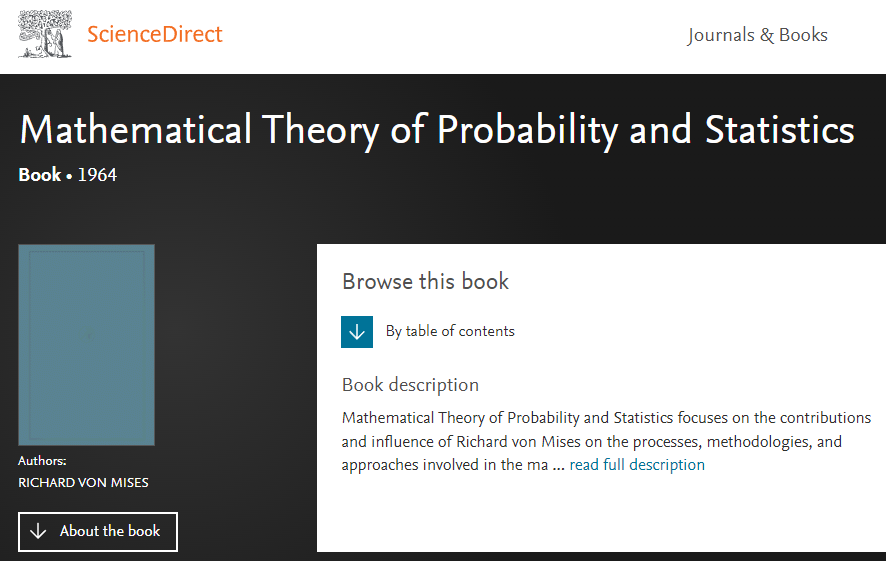 ScienceDirect
Journals & Books
Mathematical Theory of Probability and Statistics
Book • 1964
Browse this book
By table of contents
Book description
Mathematical Theory of Probability and Statistics focuses on the contributions
and influence of Richard von Mises on the processes, methodologies, and
approaches involved in the ma ... read full description
Authors:
RICHARD VON MISES
About the book